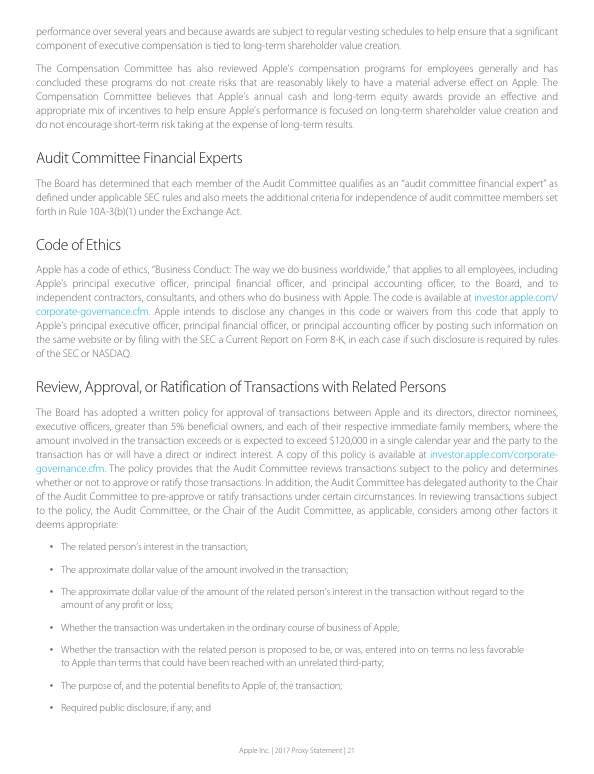 performance over several years and because awards are subject to regular vesting schedules to help ensure that a significant
component of executive compensation is tied to long-term shareholder value creation.
The Compensation Committee has also reviewed Apple's compensation programs for employees generally and has
concluded these programs do not create risks that are reasonably likely to have a material adverse effect on Apple. The
Compensation Committee believes that Apple's annual cash and long-term equity awards provide an effective and
appropriate mix of incentives to help ensure Apple's performance is focused on long-term shareholder value creation and
do not encourage short-term risk taking at the expense of long-term results.
Audit Committee Financial Experts
The Board has determined that each member of the Audit Committee qualifies as an "audit committee financial expert" as
defined under applicable SEC rules and also meets the additional criteria for independence of audit committee members set
forth in Rule 10A-3(b)(1) under the Exchange Act.
Code of Ethics
Apple has a code of ethics, "Business Conduct: The way we do business worldwide," that applies to all employees, including
Apple's principal executive officer, principal financial officer, and principal accounting officer, to the Board, and to
independent contractors, consultants, and others who do business with Apple. The code is available at investor.apple.com/
corporate-governance.cfm. Apple intends to disclose any changes in this code or waivers from this code that apply to
Apple's principal executive officer, principal financial officer, or principal accounting officer by posting such information on
the same website or by filing with the SEC a Current Report on Form 8-K, in each case if such disclosure is required by rules
of the SEC or NASDAQ.
Review, Approval, or Ratification of Transactions with Related Persons
The Board has adopted a written policy for approval of transactions between Apple and its directors, director nominees,
executive officers, greater than 5% beneficial owners, and each of their respective immediate family members, where the
amount involved in the transaction exceeds or is expected to exceed $120,000 in a single calendar year and the party to the
transaction has or will have a direct or indirect interest. A copy of this policy is available at investor.apple.com/corporate-
governance.cfm. The policy provides that the Audit Committee reviews transactions subject to the policy and determines
whether or not to approve or ratify those transactions. In addition, the Audit Committee has delegated authority to the Chair
of the Audit Committee to pre-approve or ratify transactions under certain circumstances. In reviewing transactions subject
to the policy, the Audit Committee, or the Chair of the Audit Committee, as applicable, considers among other factors it
deems appropriate:
• The related person's interest in the transaction;
• The approximate dollar value of the amount involved in the transaction;
• The approximate dollar value of the amount of the related person's interest in the transaction without regard to the
amount of any profit or loss;
• Whether the transaction was undertaken in the ordinary course of business of Apple;
• Whether the transaction with the related person is proposed to be, or was, entered into on terms no less favorable
to Apple than terms that could have been reached with an unrelated third-party;
• The purpose of, and the potential benefits to Apple of, the transaction;
• Required public disclosure, if any; and
Apple Inc. | 2017 Proxy Statement | 21